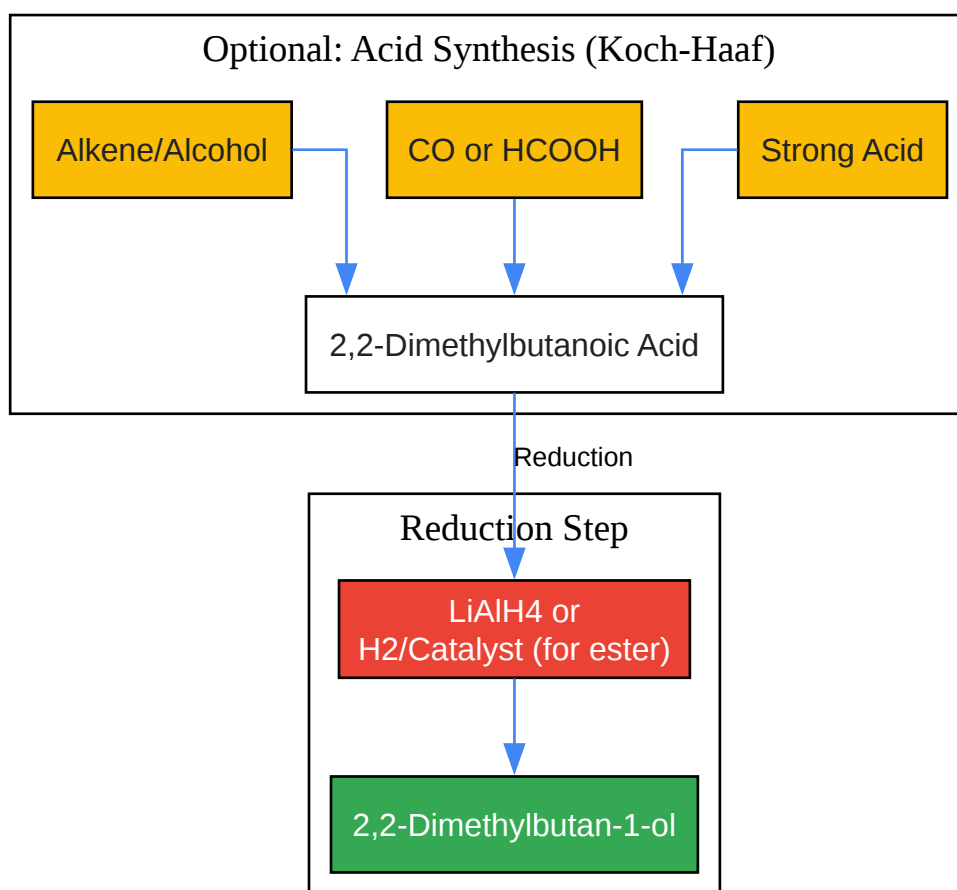 Optional: Acid Synthesis (Koch-Haaf)
Alkene/Alcohol
CO or HCOOH
Strong Acid
2,2-Dimethylbutanoic Acid
Reduction
Reduction Step
LiAlH4 or
H2/Catalyst (for ester)
2,2-Dimethylbutan-1-ol